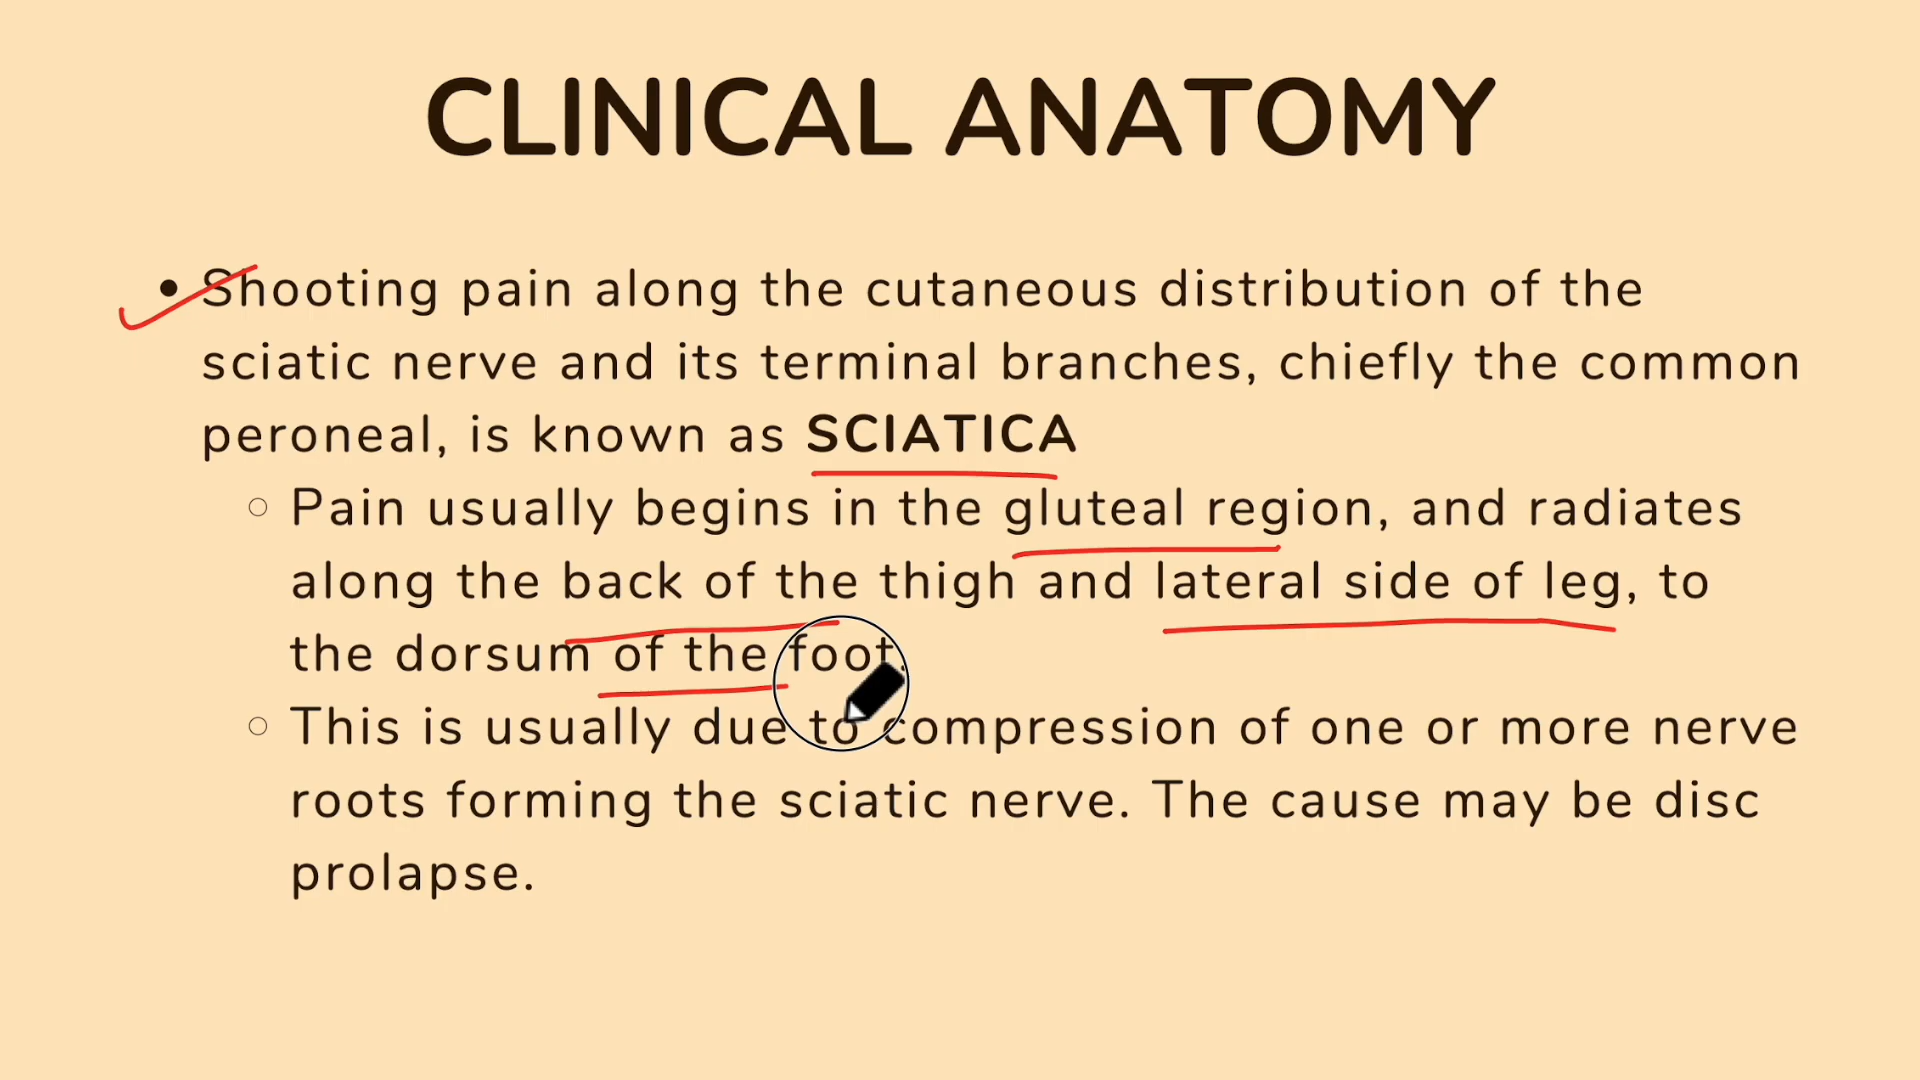 CLINICAL ANATOMY
• Shooting pain along the cutaneous distribution of the
sciatic nerve and its terminal branches, chiefly the common
peroneal, is known as SCIATICA
○ Pain usually begins in the gluteal region, and radiates
along the back of the thigh and lateral side of leg, to
the dorsum of the foot.
○ This is usually due to compression of one or more nerve
roots forming the sciatic nerve. The cause may be disc
prolapse.